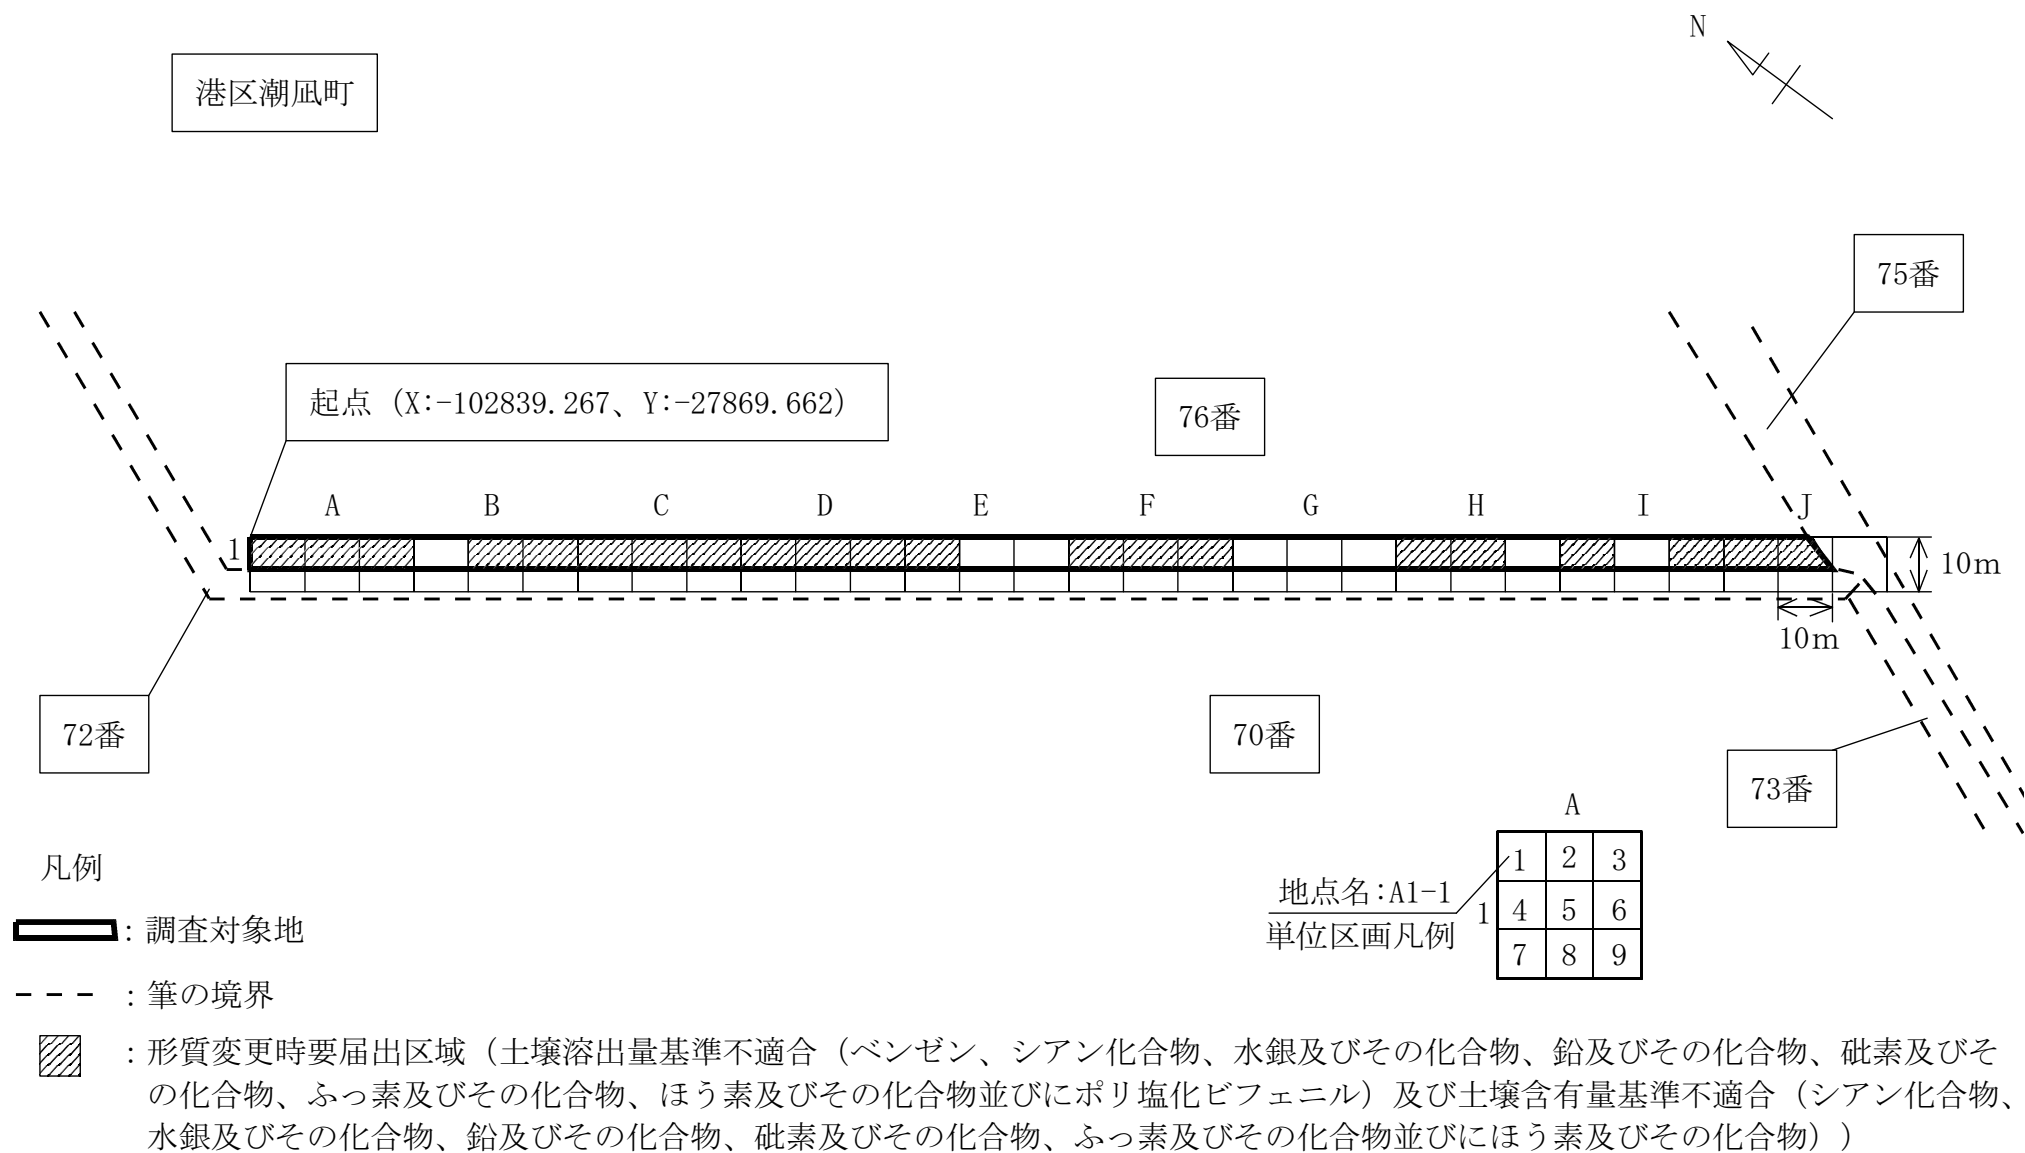 N
港区潮凪町
75番
起点（X:-102839.267、Y:-27869.662）
76番
A B C D E F G H I J
1
10m
10m
72番
70番
73番
A
凡例
1 2 3
地点名:A1-1
1 4 5 6
単位区画凡例
7 8 9
：調査対象地
：筆の境界
：形質変更時要届出区域（土壌溶出量基準不適合（ベンゼン、シアン化合物、水銀及びその化合物、鉛及びその化合物、砒素及びそ
の化合物、ふっ素及びその化合物、ほう素及びその化合物並びにポリ塩化ビフェニル）及び土壌含有量基準不適合（シアン化合物、
水銀及びその化合物、鉛及びその化合物、砒素及びその化合物、ふっ素及びその化合物並びにほう素及びその化合物））